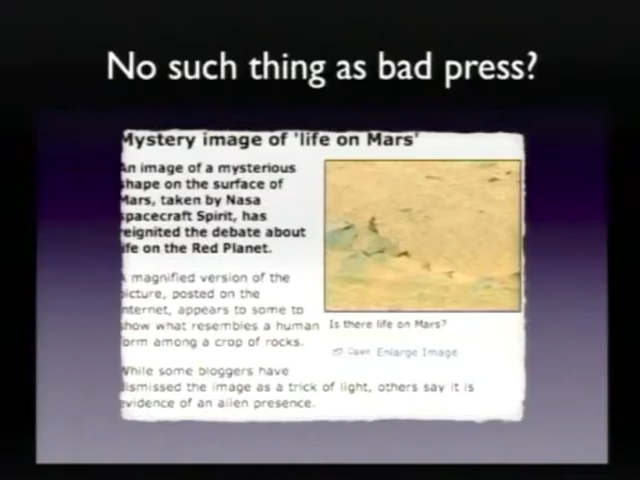 No such thing as bad press?
Mystery image of 'life on Mars'
An image of a mysterious
shape on the surface of
Mars, taken by Nasa
spacecraft Spirit, has
reignited the debate about
life on the Red Planet.
A magnified version of the
picture, posted on the
internet, appears to some to
show what resembles a human
form among a crop of rocks.
Is there life on Mars?
Open Enlarge Image
While some bloggers have
dismissed the image as a trick of light, others say it is
evidence of an alien presence.